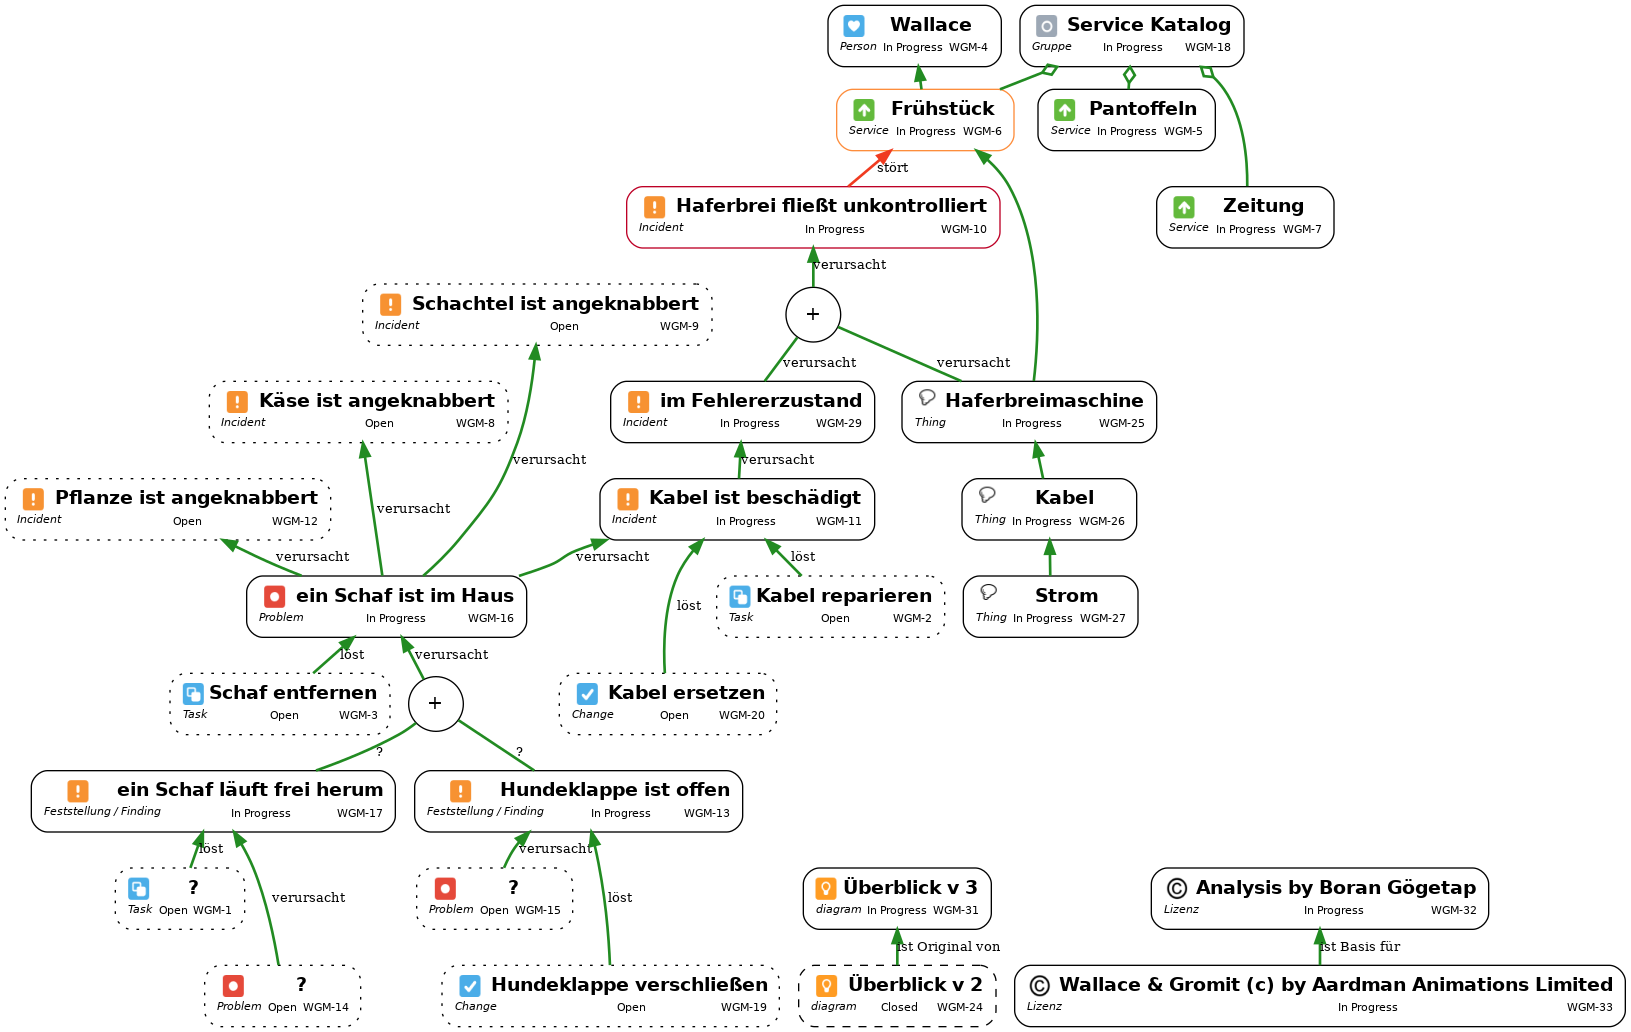 Wallace
Person In Progress WGM-4
Service Katalog
Gruppe In Progress WGM-18
Frühstück
Service In Progress WGM-6
Pantoffeln
Service In Progress WGM-5
stört
Haferbrei fließt unkontrolliert
Incident In Progress WGM-10
Zeitung
Service In Progress WGM-7
verursacht
Schachtel ist angeknabbert
Incident Open WGM-9
+
verursacht
verursacht
Käse ist angeknabbert
Incident Open WGM-8
im Fehlererzustand
Incident In Progress WGM-29
Haferbreimaschine
Thing In Progress WGM-25
verursacht
verursacht
Pflanze ist angeknabbert
Incident Open WGM-12
verursacht
Kabel ist beschädigt
Incident In Progress WGM-11
Kabel
Thing In Progress WGM-26
verursacht
verursacht
löst
ein Schaf ist im Haus
Problem In Progress WGM-16
löst
Kabel reparieren
Task Open WGM-2
Strom
Thing In Progress WGM-27
löst
verursacht
Schaf entfernen
Task Open WGM-3
+
Kabel ersetzen
Change Open WGM-20
?
?
ein Schaf läuft frei herum
Feststellung / Finding In Progress WGM-17
Hundeklappe ist offen
Feststellung / Finding In Progress WGM-13
löst
verursacht
?
Task Open WGM-1
verursacht
?
Problem Open WGM-15
löst
Überblick v 3
diagram In Progress WGM-31
Analysis by Boran Gögetap
Lizenz In Progress WGM-32
ist Original von
ist Basis für
?
Problem Open WGM-14
Hundeklappe verschließen
Change Open WGM-19
Überblick v 2
diagram Closed WGM-24
Wallace & Gromit (c) by Aardman Animations Limited
Lizenz In Progress WGM-33